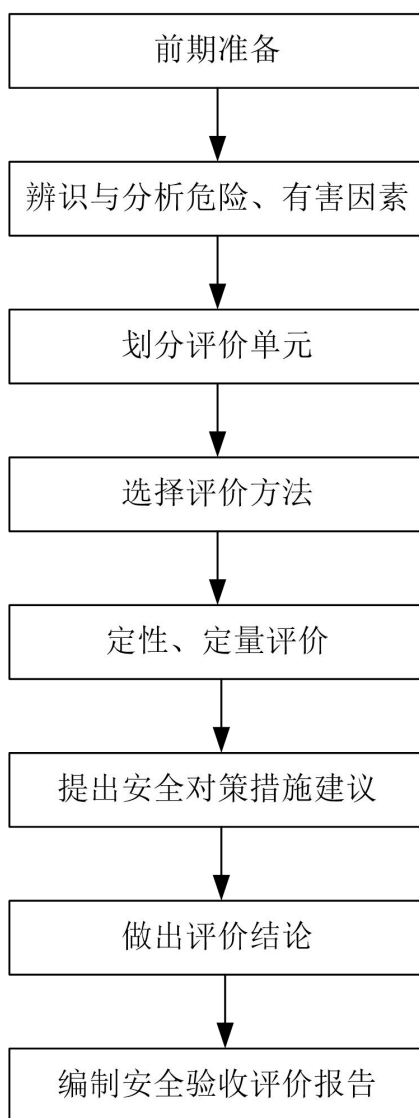 前期准备
辨识与分析危险、有害因素
划分评价单元
选择评价方法
定性、定量评价
提出安全对策措施建议
做出评价结论
编制安全验收评价报告